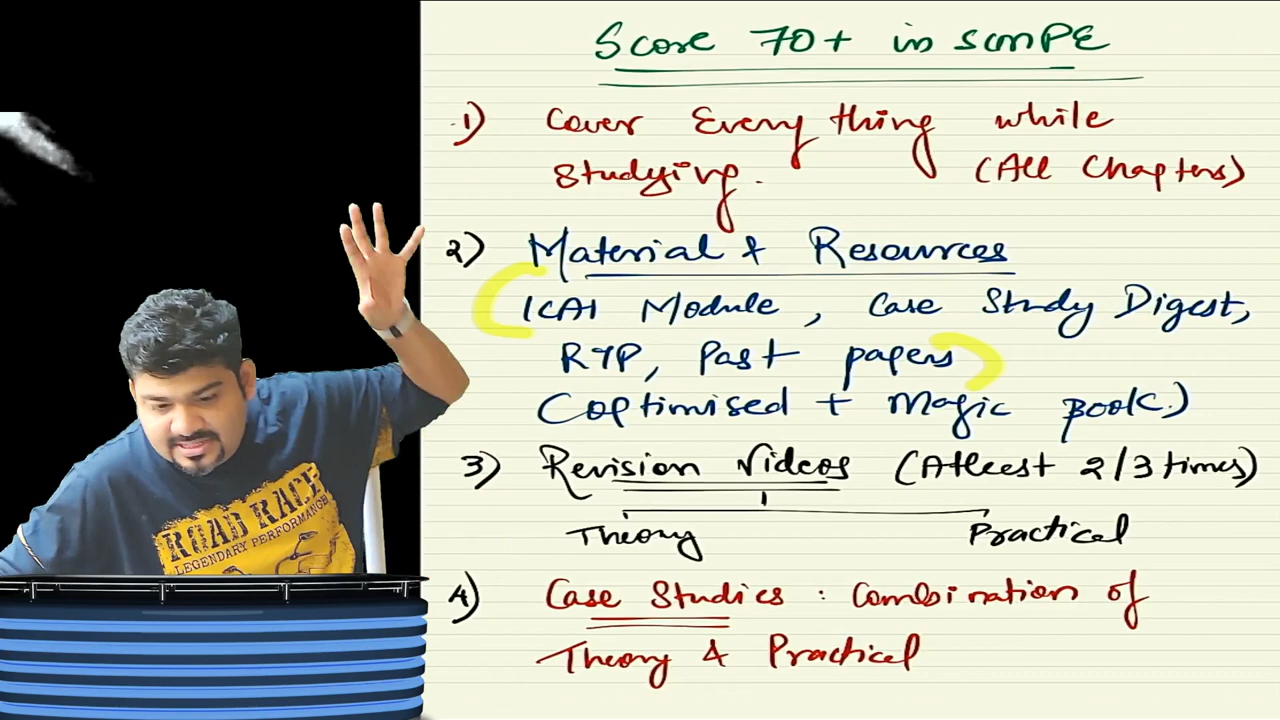 Score 70+ in SCMPE
1) Cover Everything while
studying. (All Chapters)
2) Material & Resources
(ICAI Module, Case Study Digest,
RTP, Past papers)
(optimised + Magic Book.)
3) Revision Videos (Atleast 2/3 times)
Theory Practical
4) Case Studies : Combination of
Theory & Practical
ROAD RACE
LEGENDARY PERFORMANCE